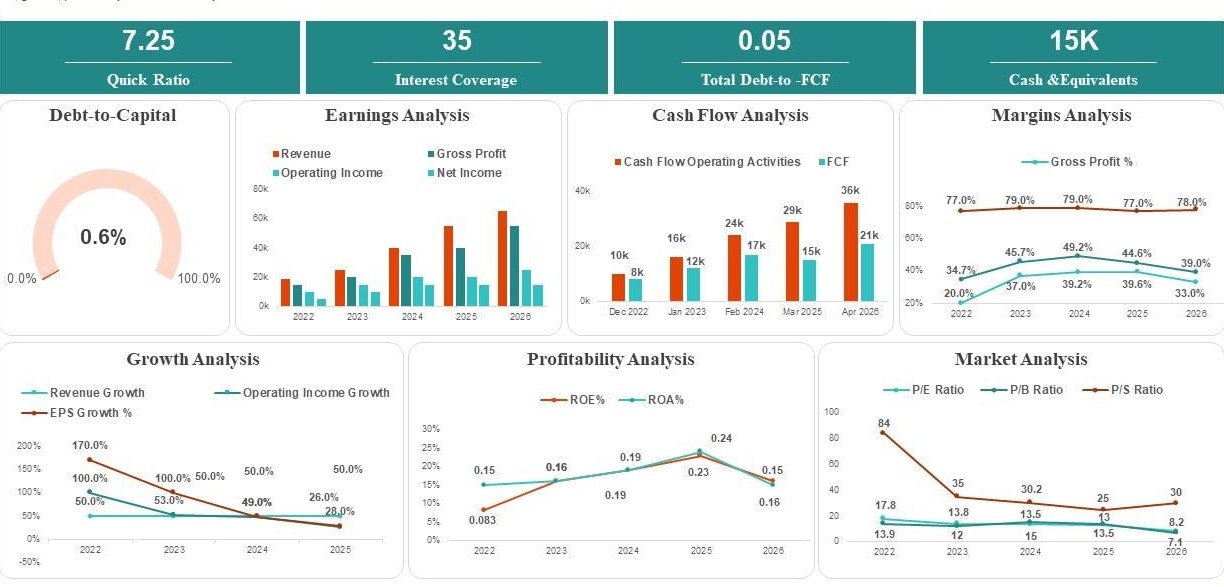 7.25
Quick Ratio
35
Interest Coverage
0.05
Total Debt-to -FCF
15K
Cash &Equivalents
Debt-to-Capital
0.6%
0.0%
100.0%
Earnings Analysis
Revenue
Gross Profit
Operating Income
Net Income
80k
60k
40k
20k
0k
2022 2023 2024 2025 2026
Cash Flow Analysis
Cash Flow Operating Activities
FCF
40k
20k
0k
10k 8k 16k 12k 24k 17k 29k 15k 36k 21k
Dec 2022 Jan 2023 Feb 2024 Mar 2025 Apr 2026
Margins Analysis
Gross Profit %
80%
60%
40%
20%
77.0% 79.0% 79.0% 77.0% 78.0%
34.7% 45.7% 49.2% 44.6% 39.0%
20.0% 37.0% 39.2% 39.6% 33.0%
2022 2023 2024 2025 2026
Growth Analysis
Revenue Growth
Operating Income Growth
EPS Growth %
200%
150%
100%
50%
0%
-50%
170.0%
100.0% 50.0% 50.0% 50.0%
100.0%
50.0% 53.0% 49.0% 26.0%
28.0%
2022 2023 2024 2025
Profitability Analysis
ROE%
ROA%
30%
25%
20%
15%
10%
5%
0%
0.15 0.16 0.19 0.24 0.15
0.083 0.19 0.23 0.16
2022 2023 2024 2025 2026
Market Analysis
P/E Ratio
P/B Ratio
P/S Ratio
100
80
60
40
20
0
84 35 30.2 25 30
17.8 13.8 13.5 13 8.2
13.9 12 15 13.5 7.1
2022 2023 2024 2025 2026